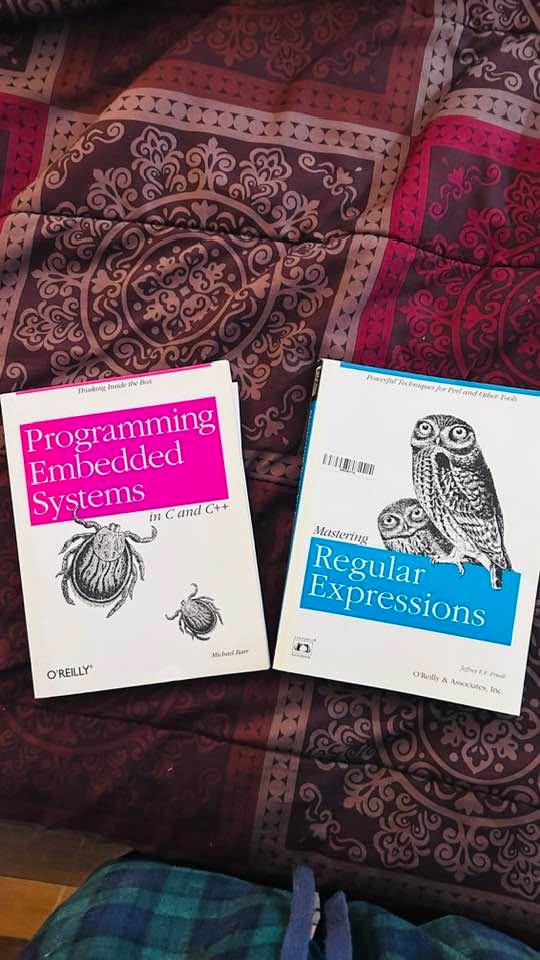 Thinking Inside the Box
Programming
Embedded
Systems
in C and C++
Michael Barr
O'REILLY®
Powerful Techniques for Perl and Other Tools
Mastering
Regular
Expressions
Jeffrey E.F. Friedl
O'Reilly & Associates, Inc.